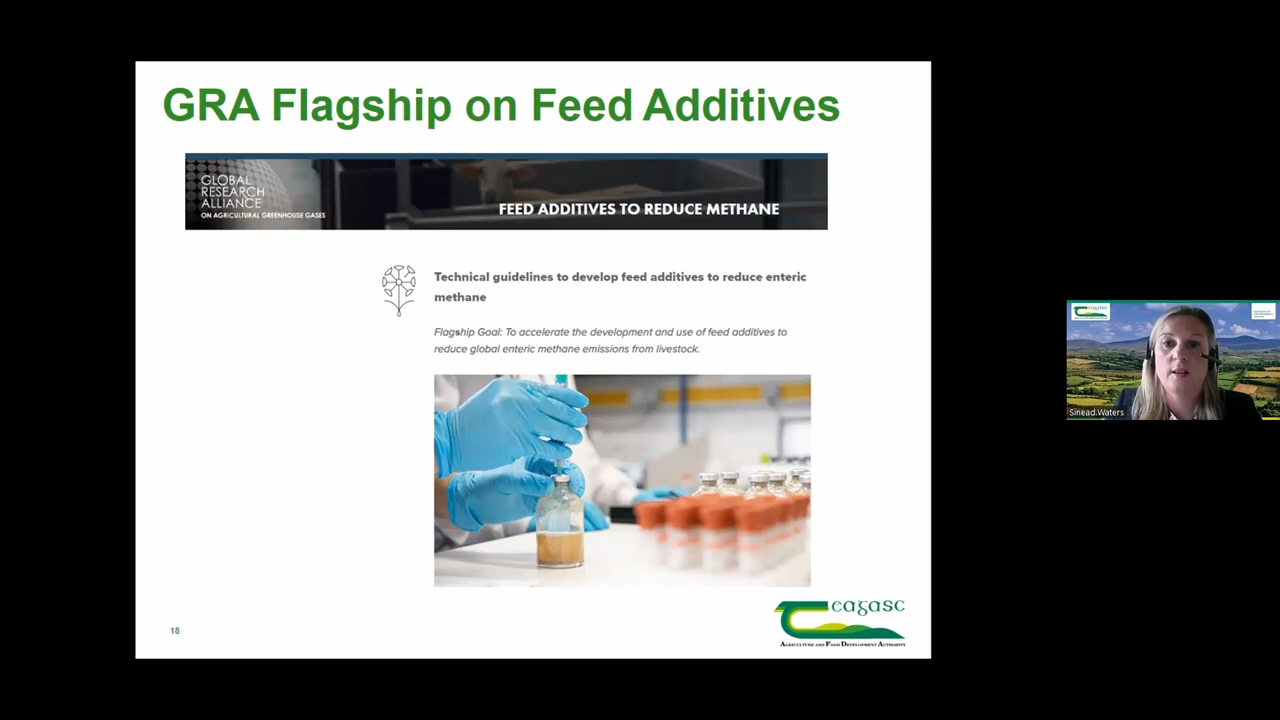 GRA Flagship on Feed Additives
GLOBAL
RESEARCH
ALLIANCE
ON AGRICULTURAL GREENHOUSE GASES
FEED ADDITIVES TO REDUCE METHANE
Technical guidelines to develop feed additives to reduce enteric
methane
Flagship Goal: To accelerate the development and use of feed additives to
reduce global enteric methane emissions from livestock.
18
Teagasc
AGRICULTURE AND FOOD DEVELOPMENT AUTHORITY
Teagasc
Sinead.Waters